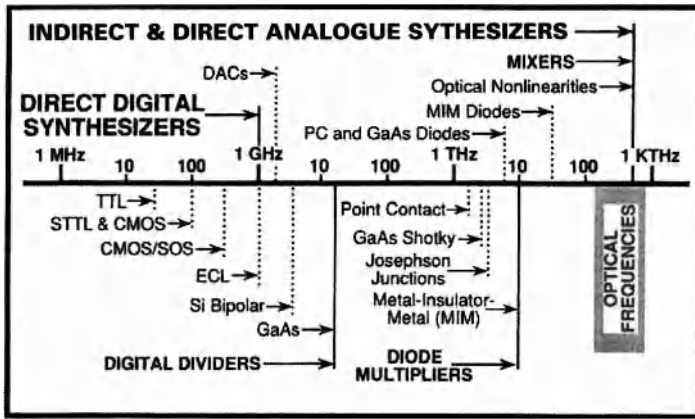 INDIRECT & DIRECT ANALOGUE SYTHESIZERS
DACs
MIXERS
Optical Nonlinearities
DIRECT DIGITAL
SYNTHESIZERS
MIM Diodes
PC and GaAs Diodes
1 MHz 10 100 1 GHz 10 100 1 THz 10 100 1 KTHz
TTL
STTL & CMOS
CMOS/SOS
ECL
Si Bipolar
GaAs
DIGITAL DIVIDERS
Point Contact
GaAs Shotky
Josephson
Junctions
Metal-Insulator-
Metal (MIM)
DIODE
MULTIPLIERS
OPTICAL
FREQUENCIES